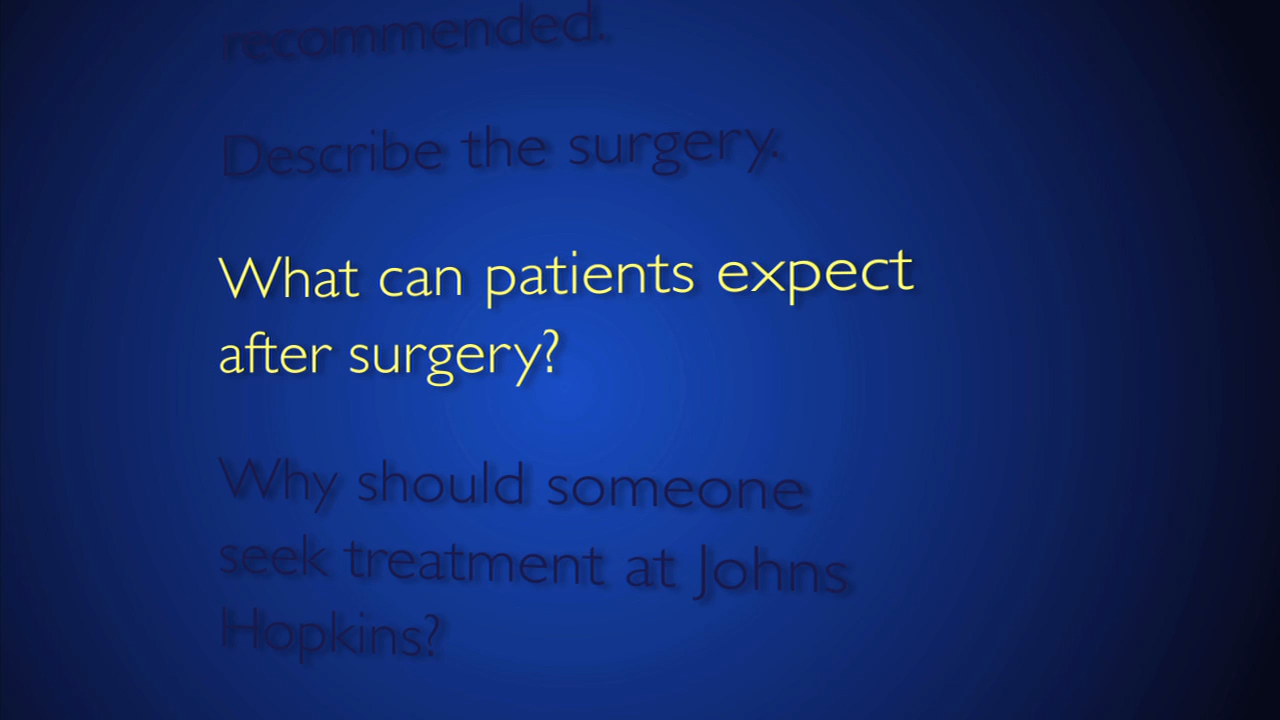 recommended.
Describe the surgery.
What can patients expect
after surgery?
Why should someone
seek treatment at Johns
Hopkins?